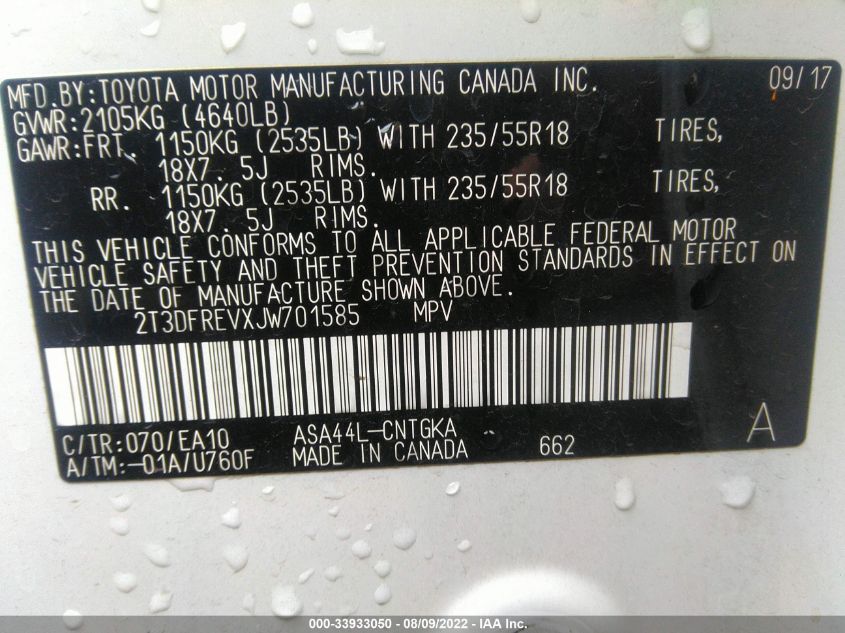 MFD.BY:TOYOTA MOTOR MANUFACTURING CANADA INC. 09/17
GVWR:2105KG (4640LB)
GAWR:FRT. 1150KG (2535LB) WITH 235/55R18 TIRES,
18X7. 5J RIMS.
RR. 1150KG (2535LB) WITH 235/55R18 TIRES,
18X7. 5J RIMS.
THIS VEHICLE CONFORMS TO ALL APPLICABLE FEDERAL MOTOR
VEHICLE SAFETY AND THEFT PREVENTION STANDARDS IN EFFECT ON
THE DATE OF MANUFACTURE SHOWN ABOVE.
2T3DFREVXJW701585 MPV
C/TR:070/EA10 ASA44L-CNTGKA A
A/TM:-01A/U760F MADE IN CANADA 662
000-33933050 - 08/09/2022 - IAA Inc.